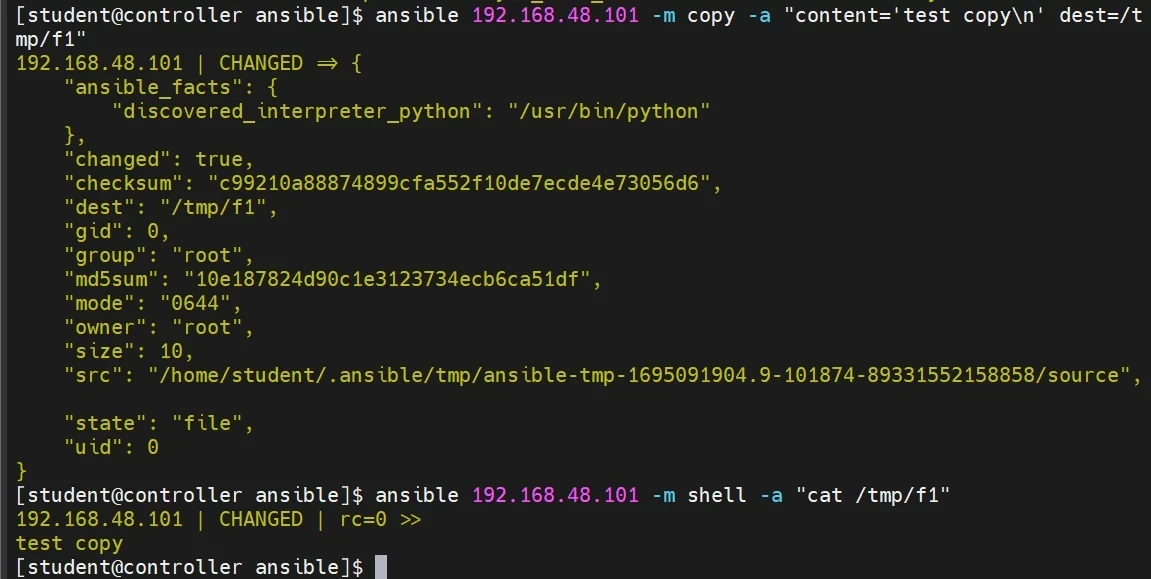 [student@controller ansible]$ ansible 192.168.48.101 -m copy -a "content='test copy\n' dest=/t
mp/f1"
192.168.48.101 | CHANGED => {
    "ansible_facts": {
        "discovered_interpreter_python": "/usr/bin/python"
    },
    "changed": true,
    "checksum": "c99210a88874899cfa552f10de7ecde4e73056d6",
    "dest": "/tmp/f1",
    "gid": 0,
    "group": "root",
    "md5sum": "10e187824d90c1e3123734ecb6ca51df",
    "mode": "0644",
    "owner": "root",
    "size": 10,
    "src": "/home/student/.ansible/tmp/ansible-tmp-1695091904.9-101874-89331552158858/source",
    "state": "file",
    "uid": 0
}
[student@controller ansible]$ ansible 192.168.48.101 -m shell -a "cat /tmp/f1"
192.168.48.101 | CHANGED | rc=0 >>
test copy
[student@controller ansible]$